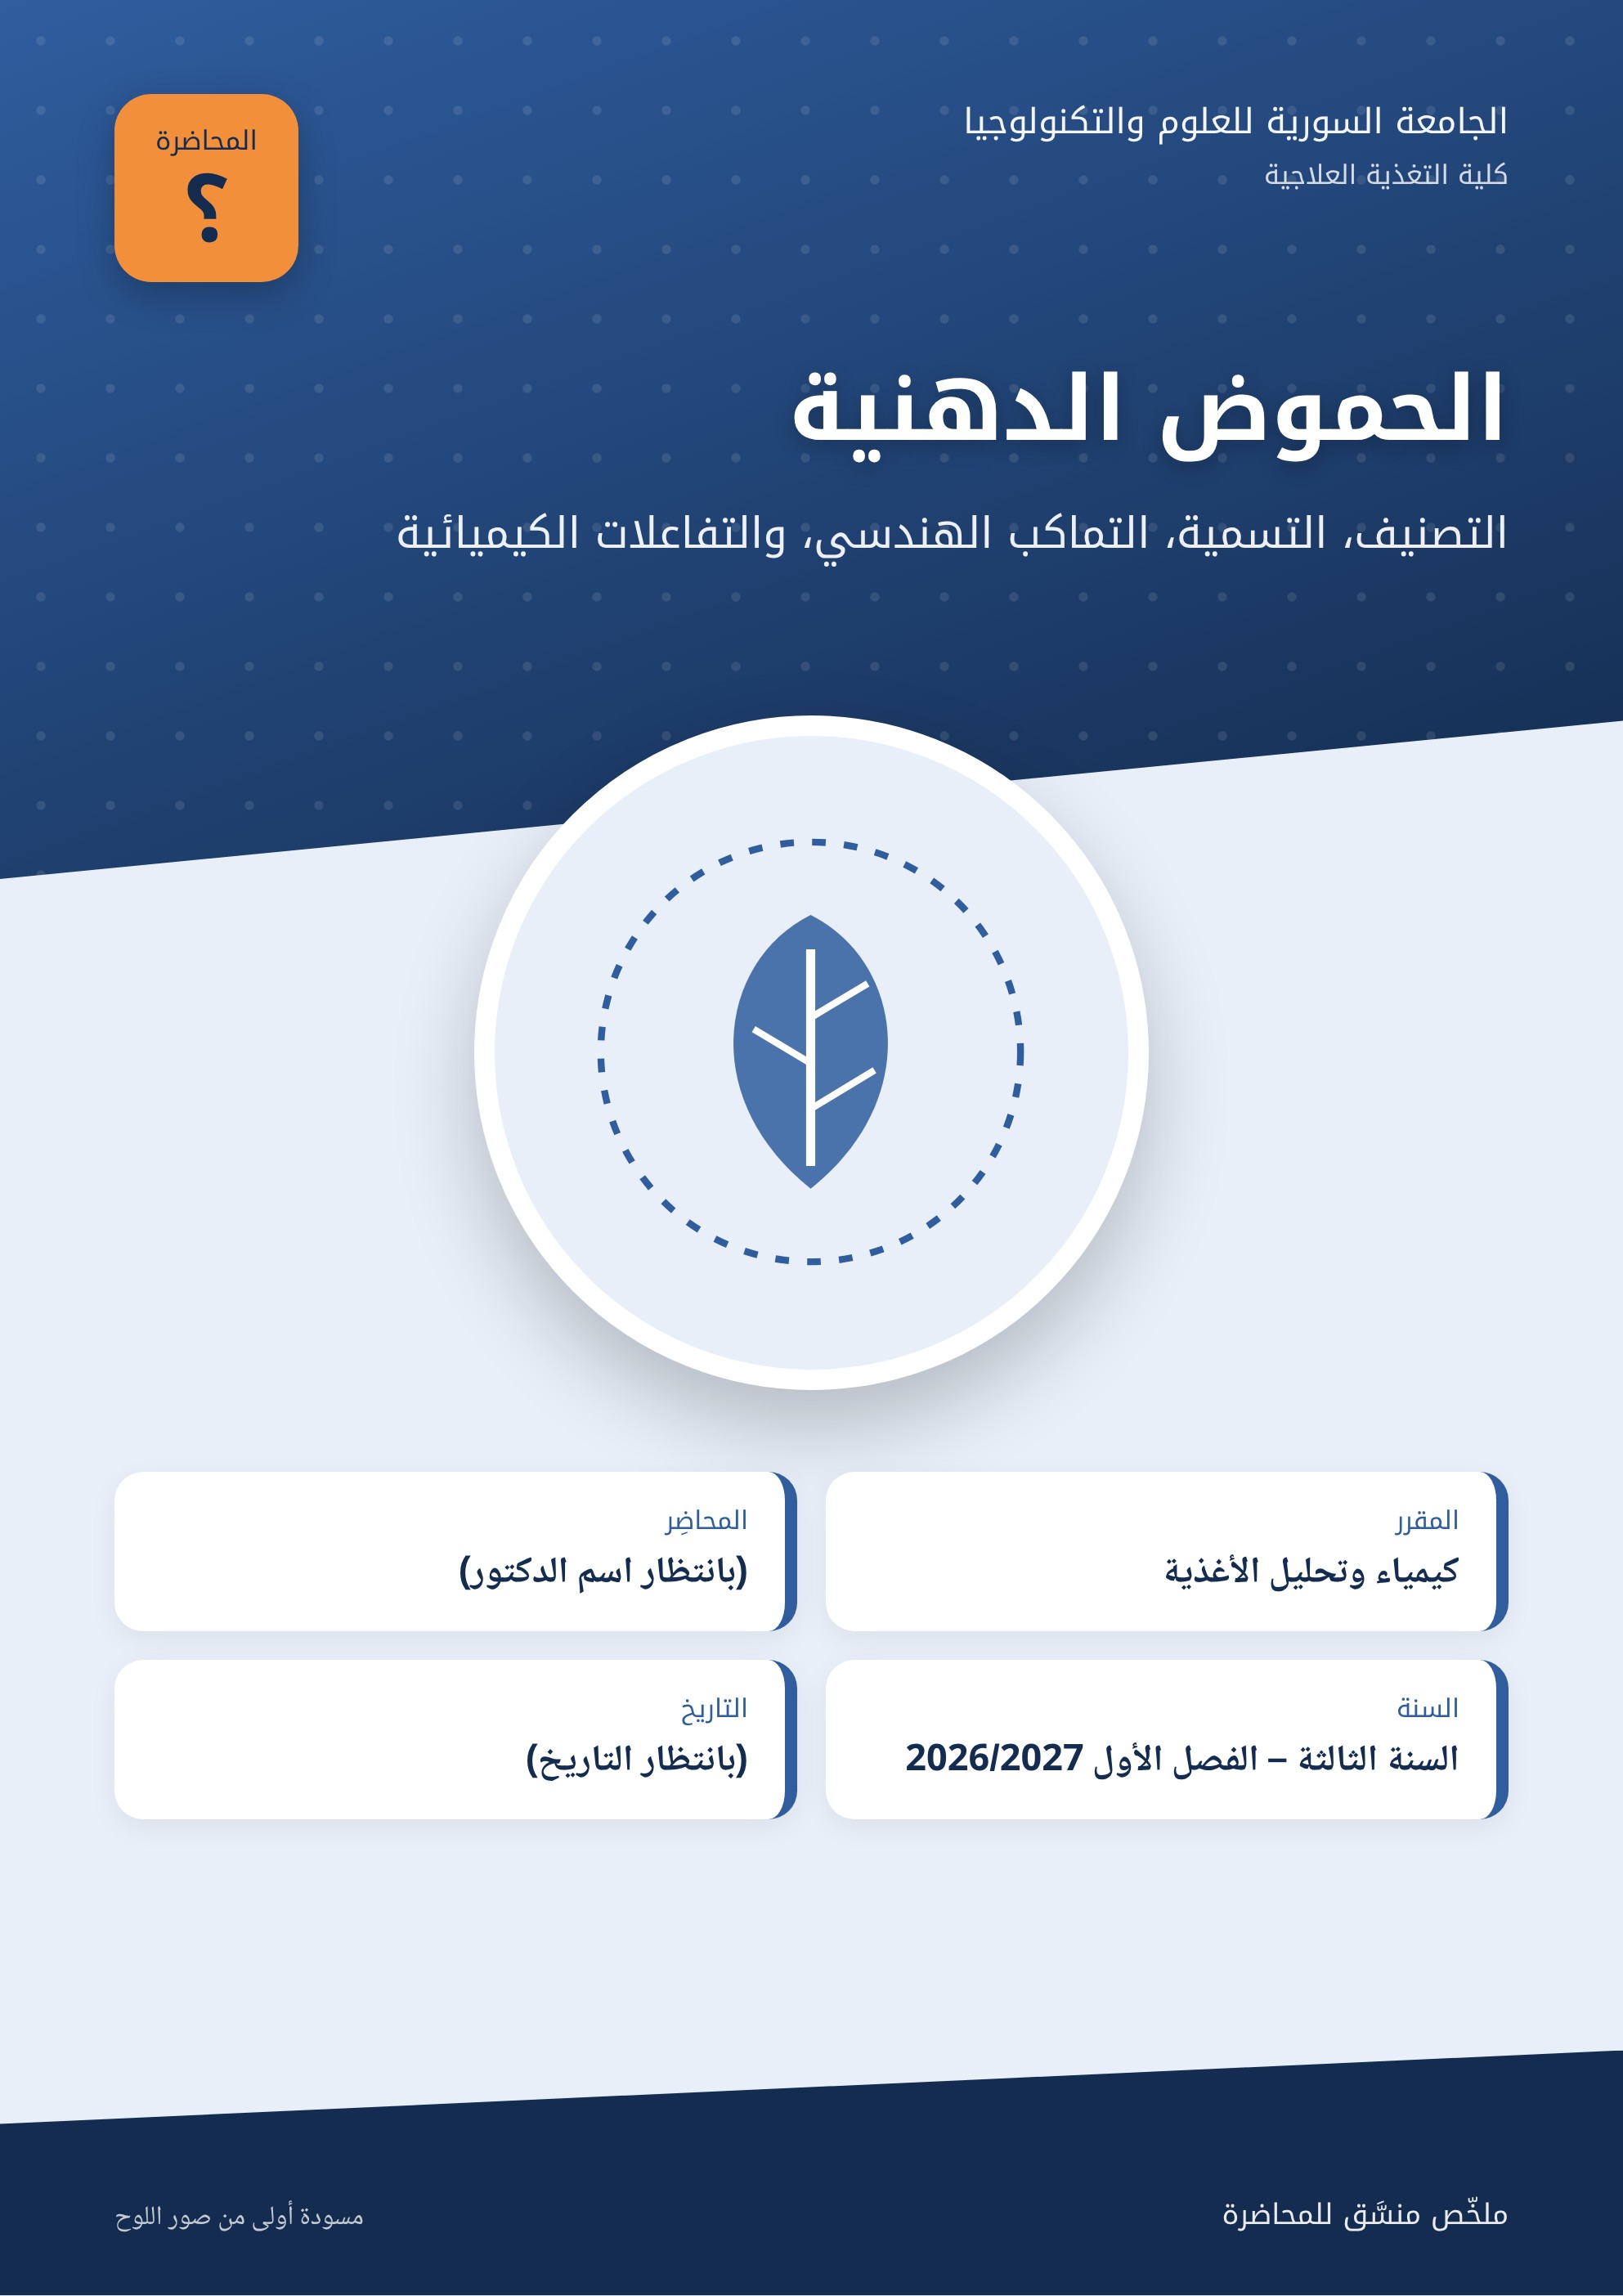 الجامعة السورية للعلوم والتكنولوجيا
كلية التغذية العلاجية
المحاضرة
؟
الحموض الدهنية
التصنيف، التسمية، التماكب الهندسي، والتفاعلات الكيميائية
المقرر
كيمياء وتحليل الأغذية
المحاضِر
(بانتظار اسم الدكتور)
السنة
السنة الثالثة – الفصل الأول 2026/2027
التاريخ
(بانتظار التاريخ)
ملخّص منسَّق للمحاضرة
مسودة أولى من صور اللوح